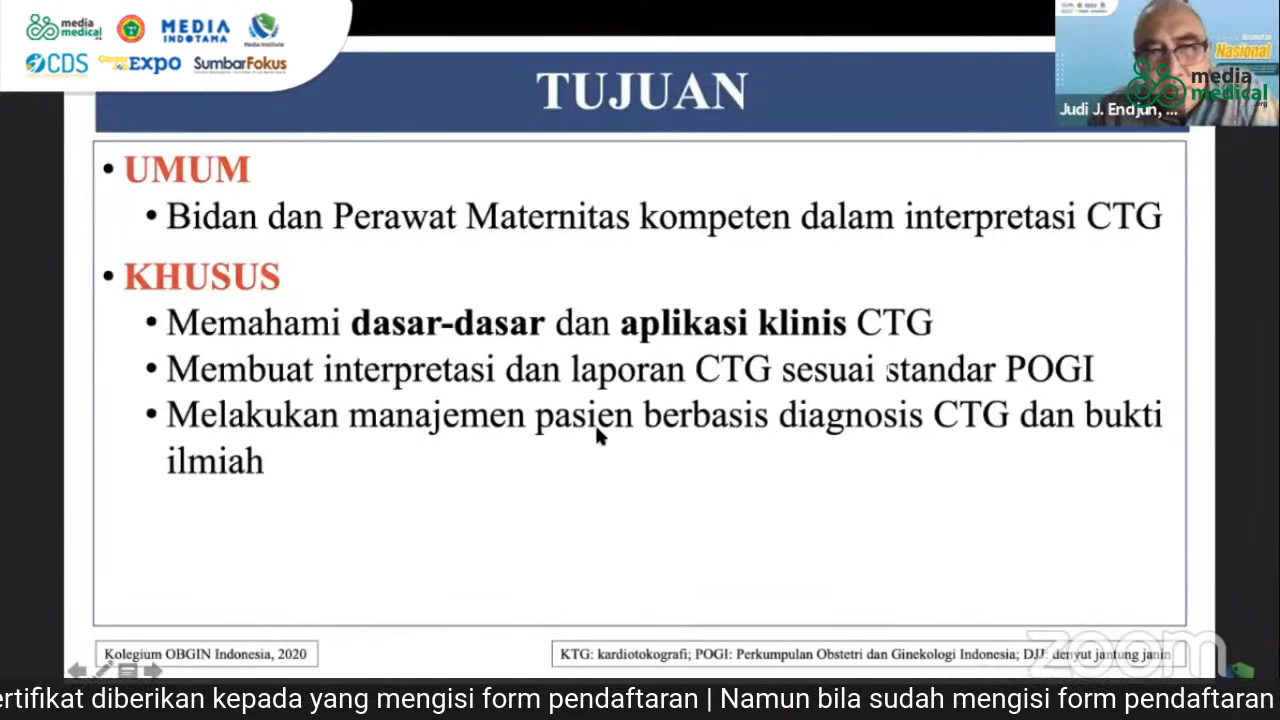 media
medical
.org
MEDIA
INDOTAMA
Media Institute
CDS
Expo
SumbarFokus
TUJUAN
Nasional
media
medical
.org
Judi J. Endjun, ...
• UMUM
• Bidan dan Perawat Maternitas kompeten dalam interpretasi CTG
• KHUSUS
• Memahami dasar-dasar dan aplikasi klinis CTG
• Membuat interpretasi dan laporan CTG sesuai standar POGI
• Melakukan manajemen pasien berbasis diagnosis CTG dan bukti
ilmiah
Kolegium OBGIN Indonesia, 2020
KTG: kardiotokografi; POGI: Perkumpulan Obstetri dan Ginekologi Indonesia; DJJ: denyut jantung janin
zoom
ertifikat diberikan kepada yang mengisi form pendaftaran | Namun bila sudah mengisi form pendaftaran